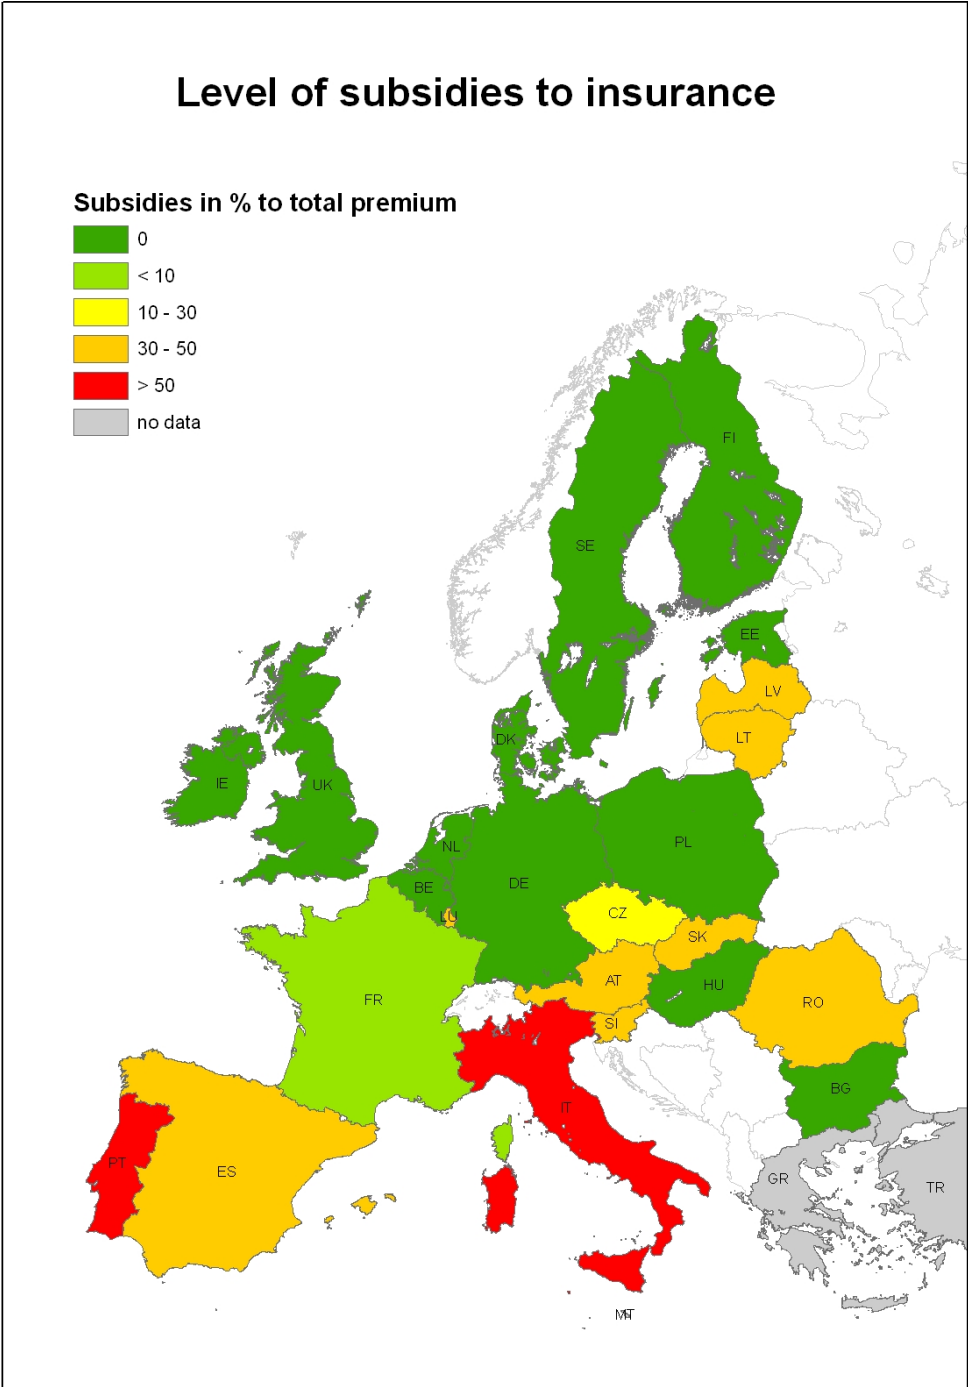 Level of subsidies to insurance
Subsidies in % to total premium
0
< 10
10 - 30
30 - 50
> 50
no data
FI
SE
EE
LV
LT
DK
IE
UK
NL
PL
BE
DE
LU
CZ
SK
AT
HU
FR
RO
SI
BG
IT
PT
ES
GR
TR
MT